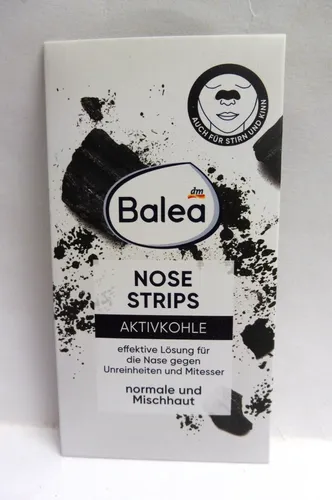 AUCH FÜR STIRN UND KINN
dm
Balea
NOSE
STRIPS
AKTIVKOHLE
effektive Lösung für
die Nase gegen
Unreinheiten und Mitesser
normale und
Mischhaut